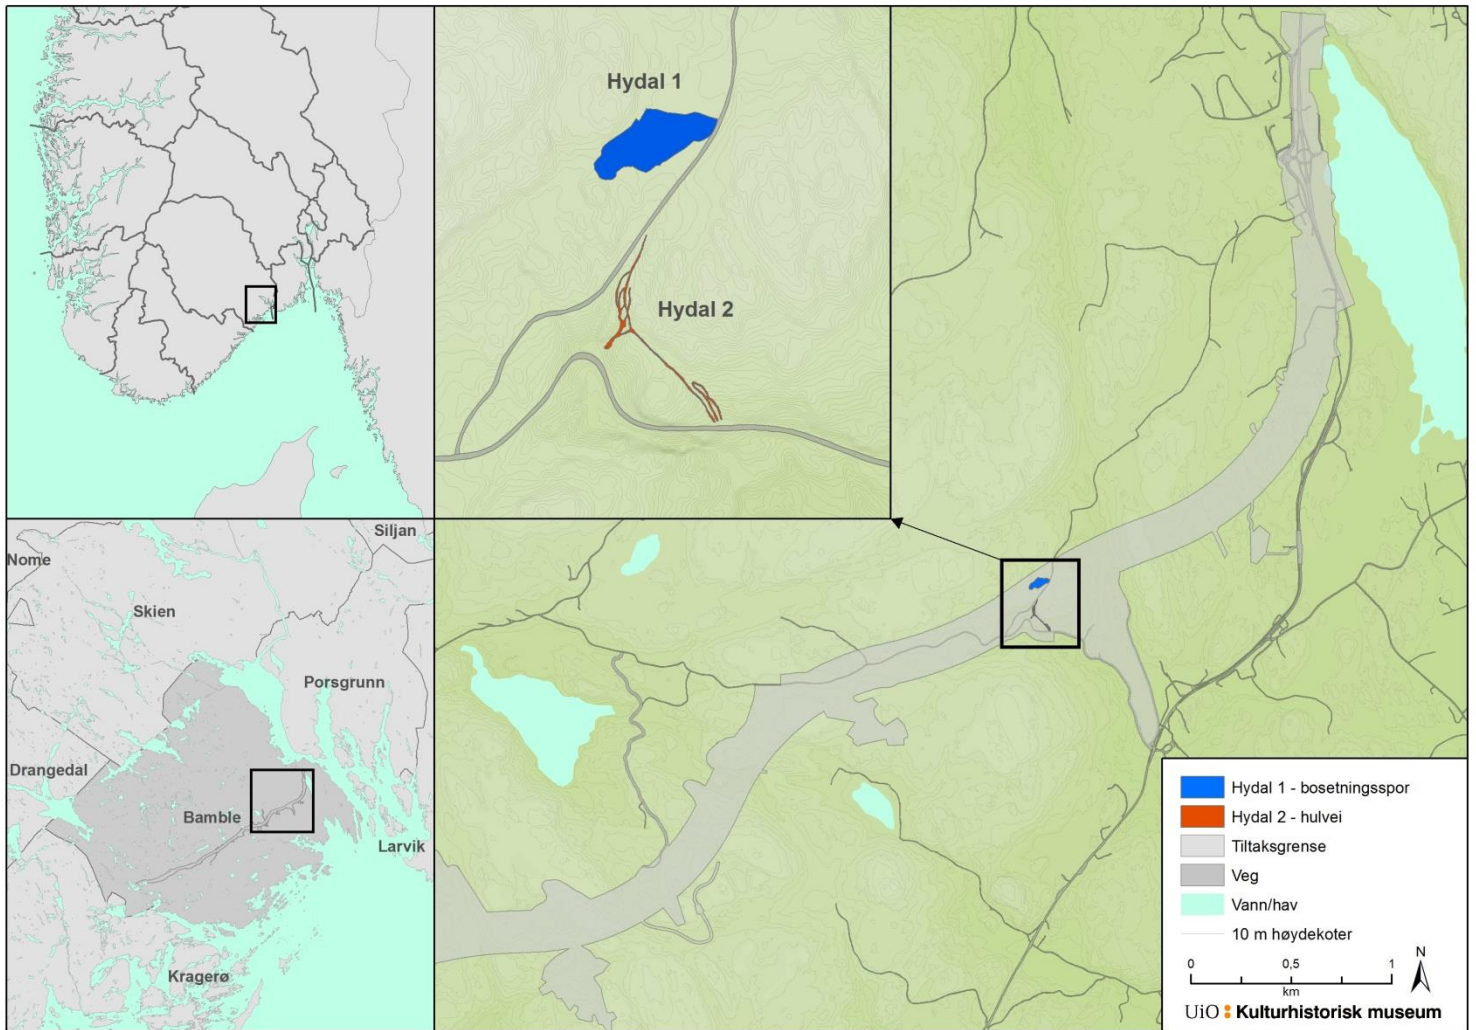 Hydal 1
Hydal 2
Siljan
Nome
Skien
Porsgrunn
Drangedal
Bamble
Larvik
Kragerø
Hydal 1 - bosetningsspor
Hydal 2 - hulvei
Tiltaksgrense
Veg
Vann/hav
10 m høydekoter
N
0 0,5 1
km
UiO Kulturhistorisk museum